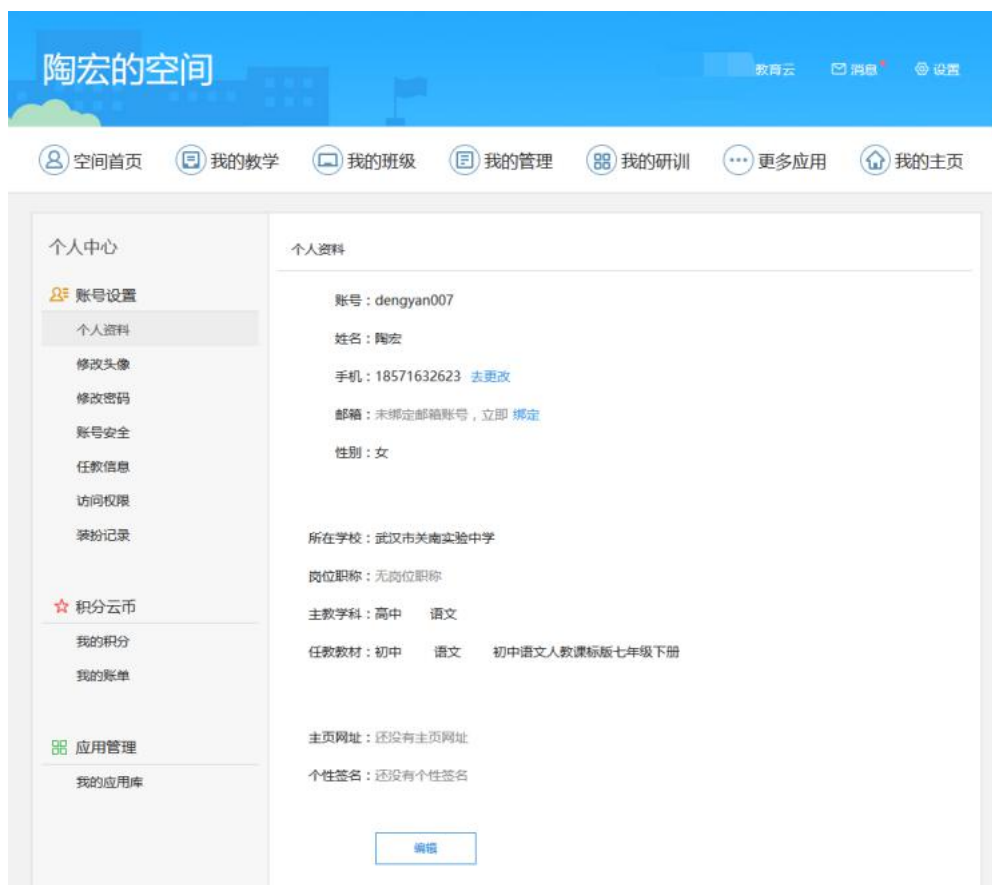 陶宏的空间
教育云 消息 设置
空间首页 我的教学 我的班级 我的管理 我的研训 更多应用 我的主页
个人中心
账号设置
个人资料
修改头像
修改密码
账号安全
任教信息
访问权限
装扮记录
积分云币
我的积分
我的账单
应用管理
我的应用库
个人资料
账号：dengyan007
姓名：陶宏
手机：18571632623 去更改
邮箱：未绑定邮箱账号，立即 绑定
性别：女
所在学校：武汉市关南实验中学
岗位职称：无岗位职称
主教学科：高中 语文
任教教材：初中 语文 初中语文人教课标版七年级下册
主页网址：还没有主页网址
个性签名：还没有个性签名
编辑